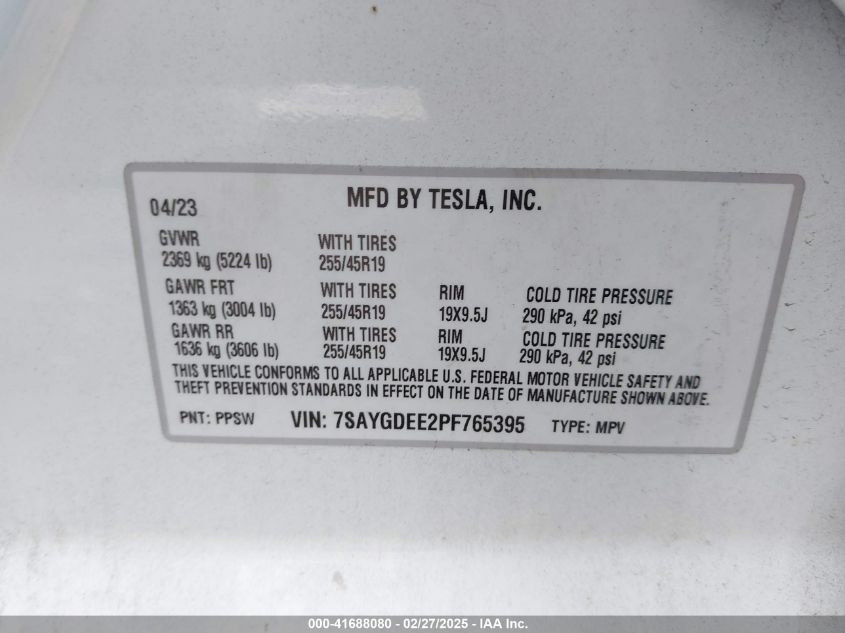 04/23 MFD BY TESLA, INC.
GVWR WITH TIRES
2369 kg (5224 lb) 255/45R19
GAWR FRT WITH TIRES RIM COLD TIRE PRESSURE
1363 kg (3004 lb) 255/45R19 19X9.5J 290 kPa, 42 psi
GAWR RR WITH TIRES RIM COLD TIRE PRESSURE
1636 kg (3606 lb) 255/45R19 19X9.5J 290 kPa, 42 psi
THIS VEHICLE CONFORMS TO ALL APPLICABLE U.S. FEDERAL MOTOR VEHICLE SAFETY AND
THEFT PREVENTION STANDARDS IN EFFECT ON THE DATE OF MANUFACTURE SHOWN ABOVE.
PNT: PPSW VIN: 7SAYGDEE2PF765395 TYPE: MPV
000-41688080 - 02/27/2025 - IAA Inc.